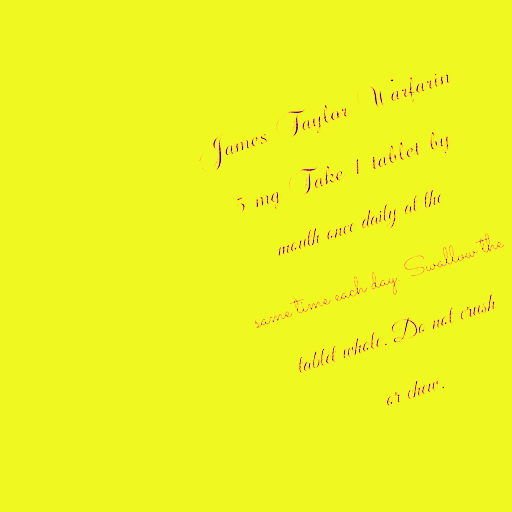 James Taylor Warfarin
5 mg Take 1 tablet by
mouth once daily at the
same time each day. Swallow the
tablet whole. Do not crush
or chew.